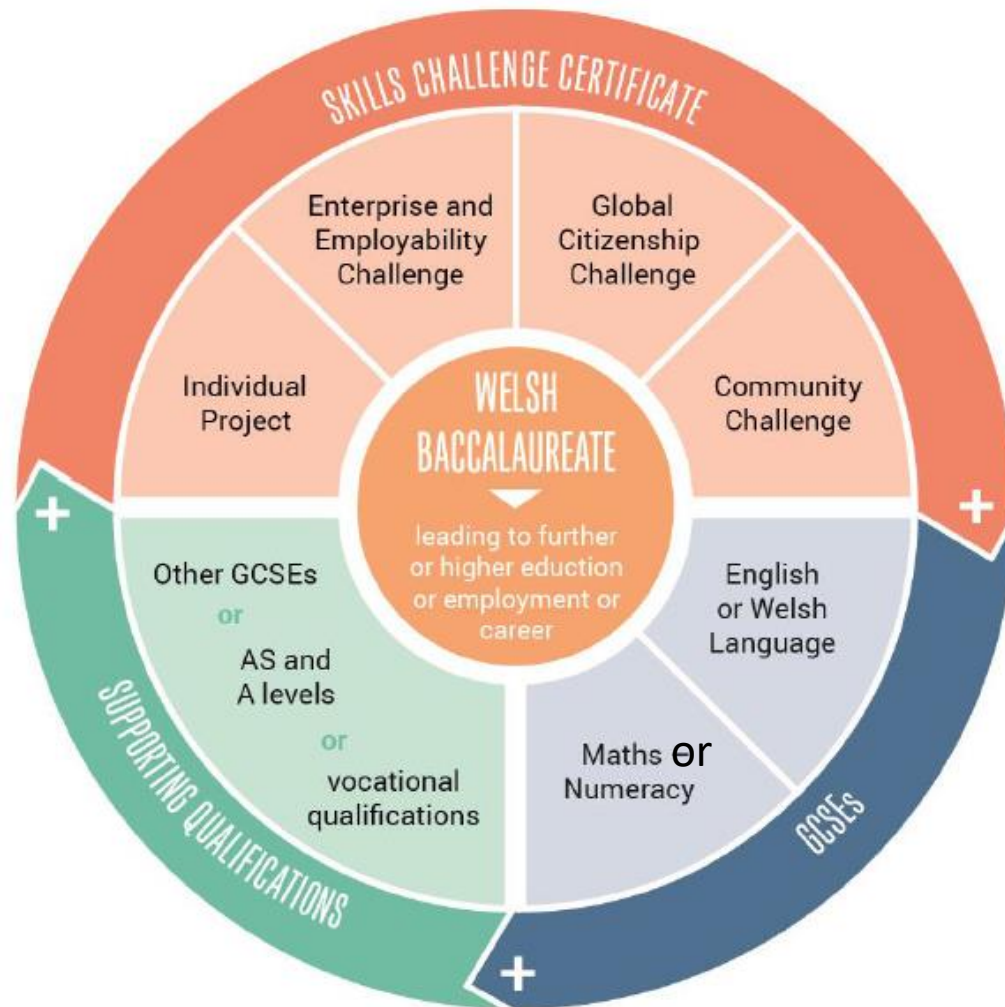 SKILLS CHALLENGE CERTIFICATE
Enterprise and
Employability
Challenge
Global
Citizenship
Challenge
Individual
Project
Community
Challenge
WELSH
BACCALAUREATE
leading to further
or higher eduction
or employment or
career
+
+
Other GCSEs
or
AS and
A levels
or
vocational
qualifications
English
or Welsh
Language
Maths or
Numeracy
SUPPORTING QUALIFICATIONS
GCSEs
+